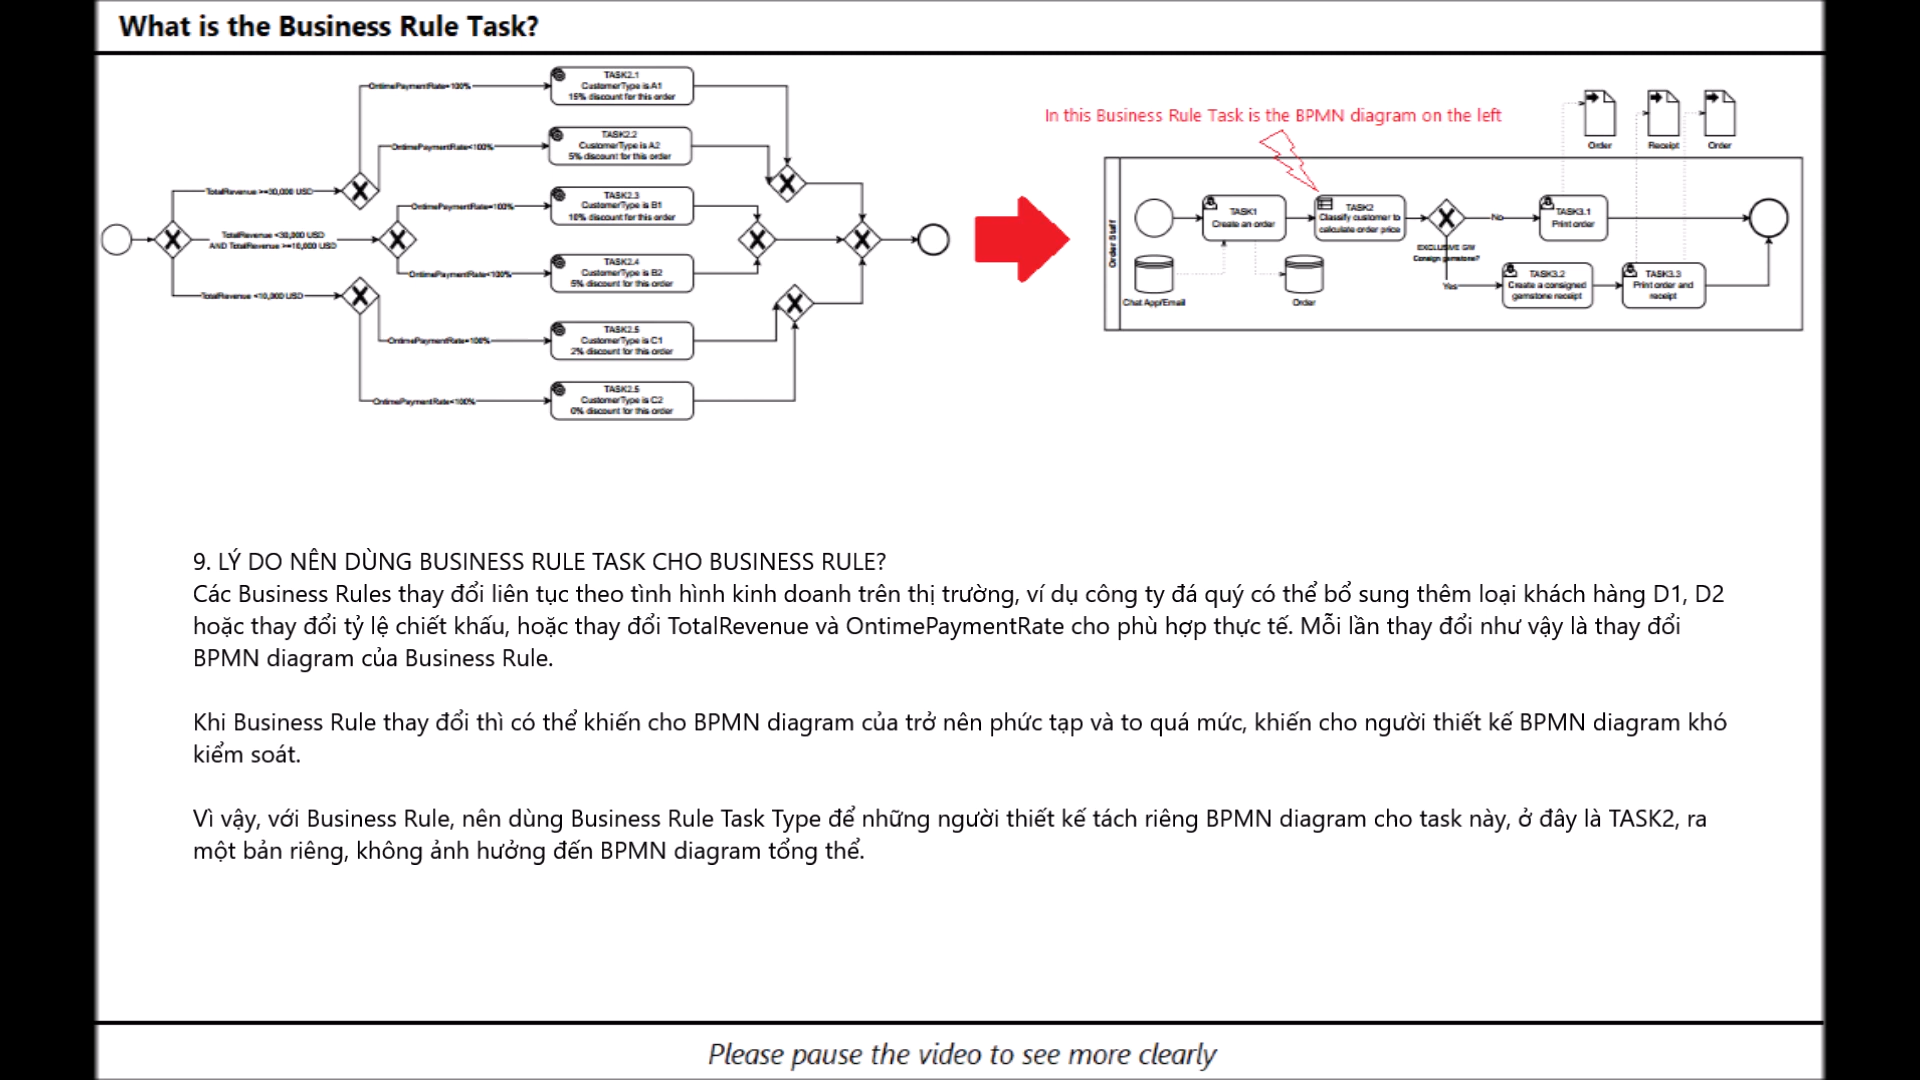 What is the Business Rule Task?
TASK2.1
CustomerType is A1
15% discount for this order
OntimePaymentRate=100%
TASK2.2
CustomerType is A2
5% discount for this order
OntimePaymentRate<100%
TotalRevenue >=30,000 USD
TASK2.3
CustomerType is B1
10% discount for this order
OntimePaymentRate=100%
TotalRevenue <30,000 USD
AND TotalRevenue >=10,000 USD
TASK2.4
CustomerType is B2
5% discount for this order
OntimePaymentRate<100%
TotalRevenue <10,000 USD
TASK2.5
CustomerType is C1
2% discount for this order
OntimePaymentRate=100%
TASK2.5
CustomerType is C2
0% discount for this order
OntimePaymentRate<100%
In this Business Rule Task is the BPMN diagram on the left
Order
Receipt
Order
Order Staff
TASK1
Create an order
TASK2
Classify customer to
calculate order price
No
TASK3.1
Print order
EXCLUSIVE GW
Consign gemstone?
Yes
TASK3.2
Create a consigned
gemstone receipt
TASK3.3
Print order and
receipt
Chat App/Email
Order
9. LÝ DO NÊN DÙNG BUSINESS RULE TASK CHO BUSINESS RULE?
Các Business Rules thay đổi liên tục theo tình hình kinh doanh trên thị trường, ví dụ công ty đá quý có thể bổ sung thêm loại khách hàng D1, D2
hoặc thay đổi tỷ lệ chiết khấu, hoặc thay đổi TotalRevenue và OntimePaymentRate cho phù hợp thực tế. Mỗi lần thay đổi như vậy là thay đổi
BPMN diagram của Business Rule.
Khi Business Rule thay đổi thì có thể khiến cho BPMN diagram của trở nên phức tạp và to quá mức, khiến cho người thiết kế BPMN diagram khó
kiểm soát.
Vì vậy, với Business Rule, nên dùng Business Rule Task Type để những người thiết kế tách riêng BPMN diagram cho task này, ở đây là TASK2, ra
một bản riêng, không ảnh hưởng đến BPMN diagram tổng thể.
Please pause the video to see more clearly